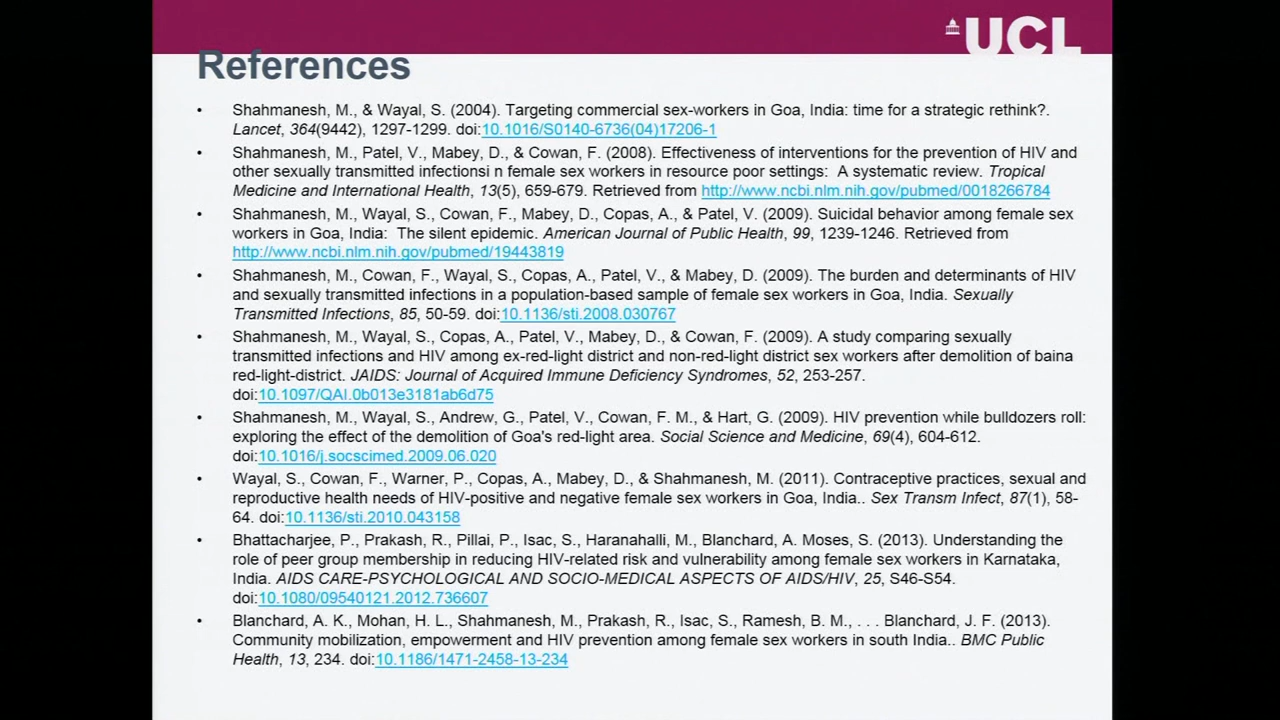 UCL
References
• Shahmanesh, M., & Wayal, S. (2004). Targeting commercial sex-workers in Goa, India: time for a strategic rethink?.
Lancet, 364(9442), 1297-1299. doi:10.1016/S0140-6736(04)17206-1
• Shahmanesh, M., Patel, V., Mabey, D., & Cowan, F. (2008). Effectiveness of interventions for the prevention of HIV and
other sexually transmitted infectionsi n female sex workers in resource poor settings: A systematic review. Tropical
Medicine and International Health, 13(5), 659-679. Retrieved from http://www.ncbi.nlm.nih.gov/pubmed/0018266784
• Shahmanesh, M., Wayal, S., Cowan, F., Mabey, D., Copas, A., & Patel, V. (2009). Suicidal behavior among female sex
workers in Goa, India: The silent epidemic. American Journal of Public Health, 99, 1239-1246. Retrieved from
http://www.ncbi.nlm.nih.gov/pubmed/19443819
• Shahmanesh, M., Cowan, F., Wayal, S., Copas, A., Patel, V., & Mabey, D. (2009). The burden and determinants of HIV
and sexually transmitted infections in a population-based sample of female sex workers in Goa, India. Sexually
Transmitted Infections, 85, 50-59. doi:10.1136/sti.2008.030767
• Shahmanesh, M., Wayal, S., Copas, A., Patel, V., Mabey, D., & Cowan, F. (2009). A study comparing sexually
transmitted infections and HIV among ex-red-light district and non-red-light district sex workers after demolition of baina
red-light-district. JAIDS: Journal of Acquired Immune Deficiency Syndromes, 52, 253-257.
doi:10.1097/QAI.0b013e3181ab6d75
• Shahmanesh, M., Wayal, S., Andrew, G., Patel, V., Cowan, F. M., & Hart, G. (2009). HIV prevention while bulldozers roll:
exploring the effect of the demolition of Goa's red-light area. Social Science and Medicine, 69(4), 604-612.
doi:10.1016/j.socscimed.2009.06.020
• Wayal, S., Cowan, F., Warner, P., Copas, A., Mabey, D., & Shahmanesh, M. (2011). Contraceptive practices, sexual and
reproductive health needs of HIV-positive and negative female sex workers in Goa, India.. Sex Transm Infect, 87(1), 58-
64. doi:10.1136/sti.2010.043158
• Bhattacharjee, P., Prakash, R., Pillai, P., Isac, S., Haranahalli, M., Blanchard, A. Moses, S. (2013). Understanding the
role of peer group membership in reducing HIV-related risk and vulnerability among female sex workers in Karnataka,
India. AIDS CARE-PSYCHOLOGICAL AND SOCIO-MEDICAL ASPECTS OF AIDS/HIV, 25, S46-S54.
doi:10.1080/09540121.2012.736607
• Blanchard, A. K., Mohan, H. L., Shahmanesh, M., Prakash, R., Isac, S., Ramesh, B. M., . . . Blanchard, J. F. (2013).
Community mobilization, empowerment and HIV prevention among female sex workers in south India.. BMC Public
Health, 13, 234. doi:10.1186/1471-2458-13-234